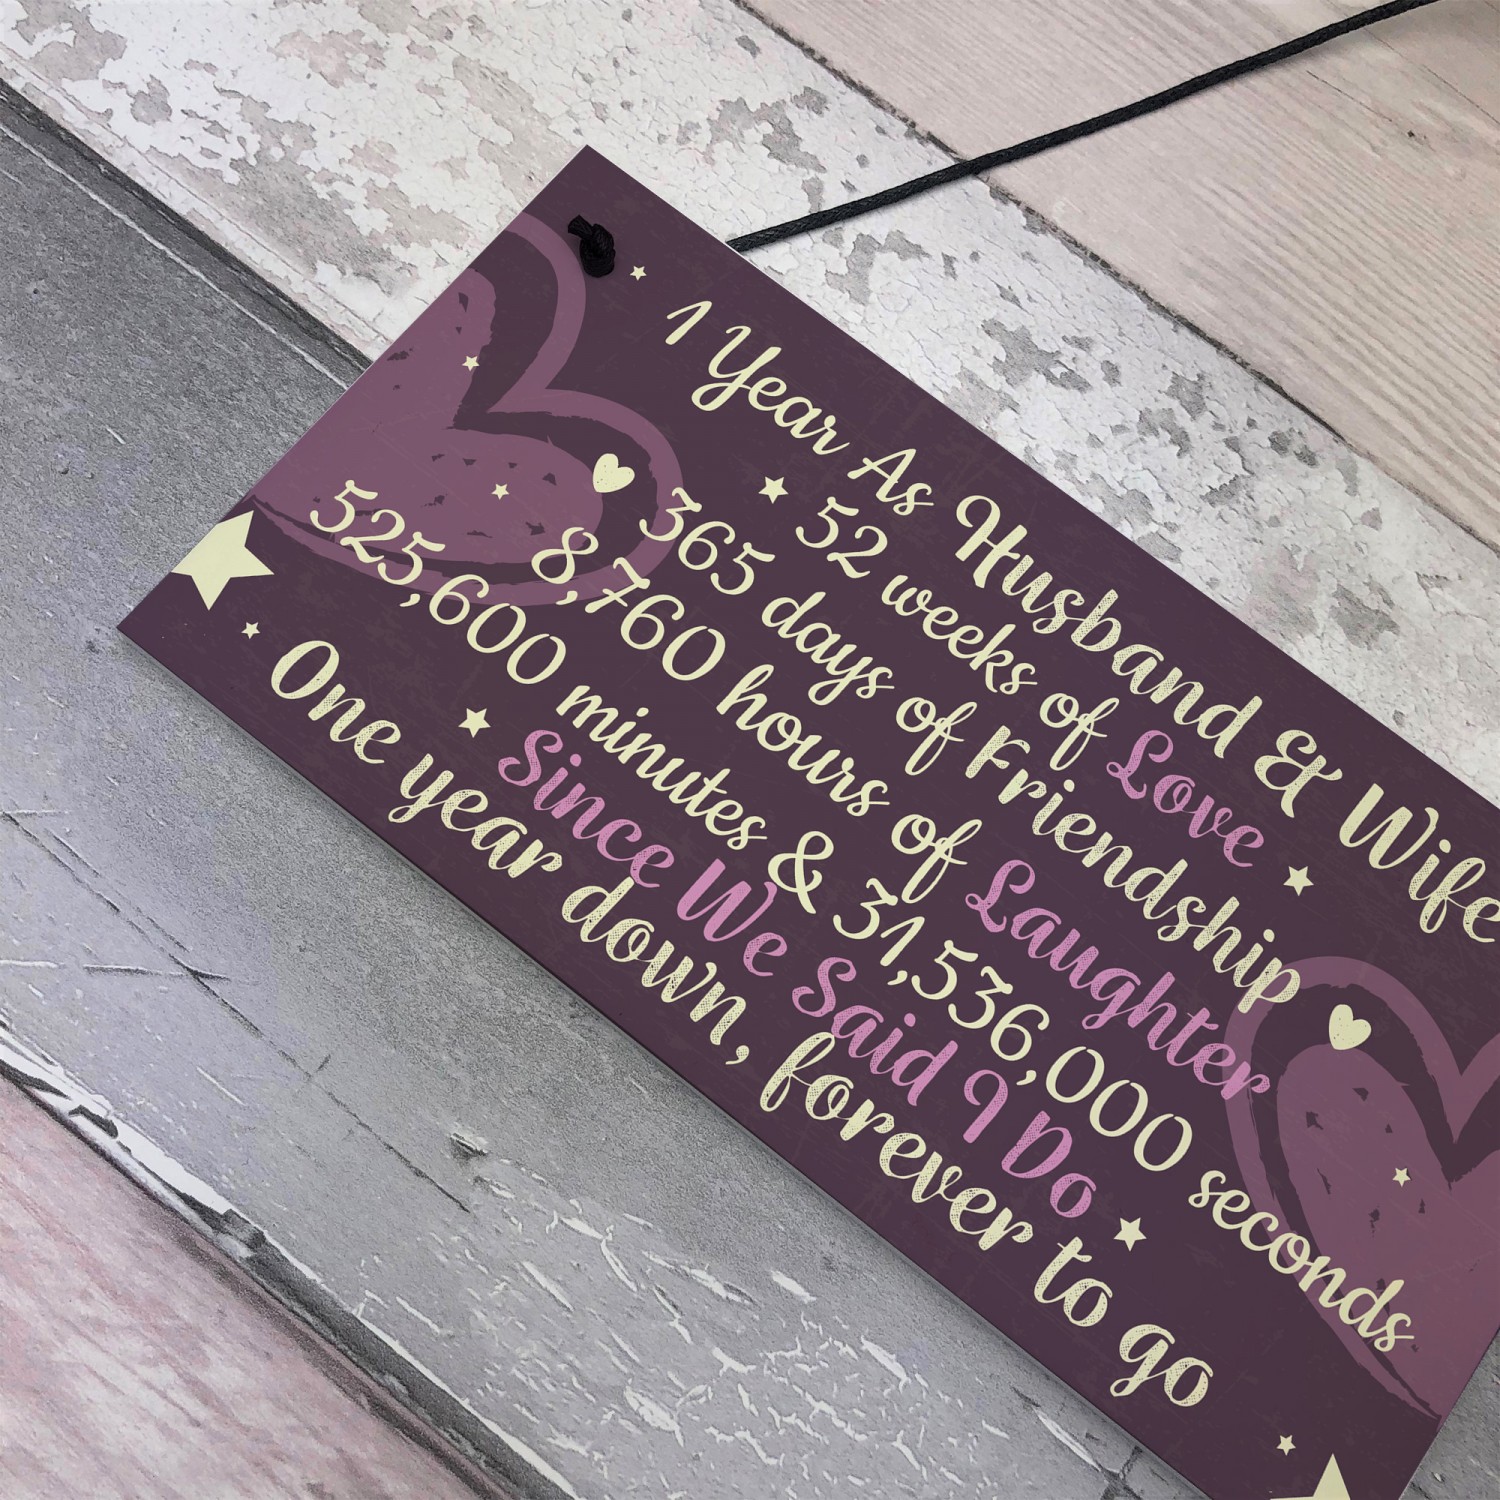 1 Year As Husband & Wife
52 weeks of Love
365 days of Friendship
8,760 hours of Laughter
525,600 minutes & 31,536,000 seconds
Since We Said I Do
One year down, forever to go